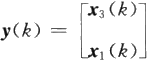 y(k) = [x₃(k)
x₁(k)]